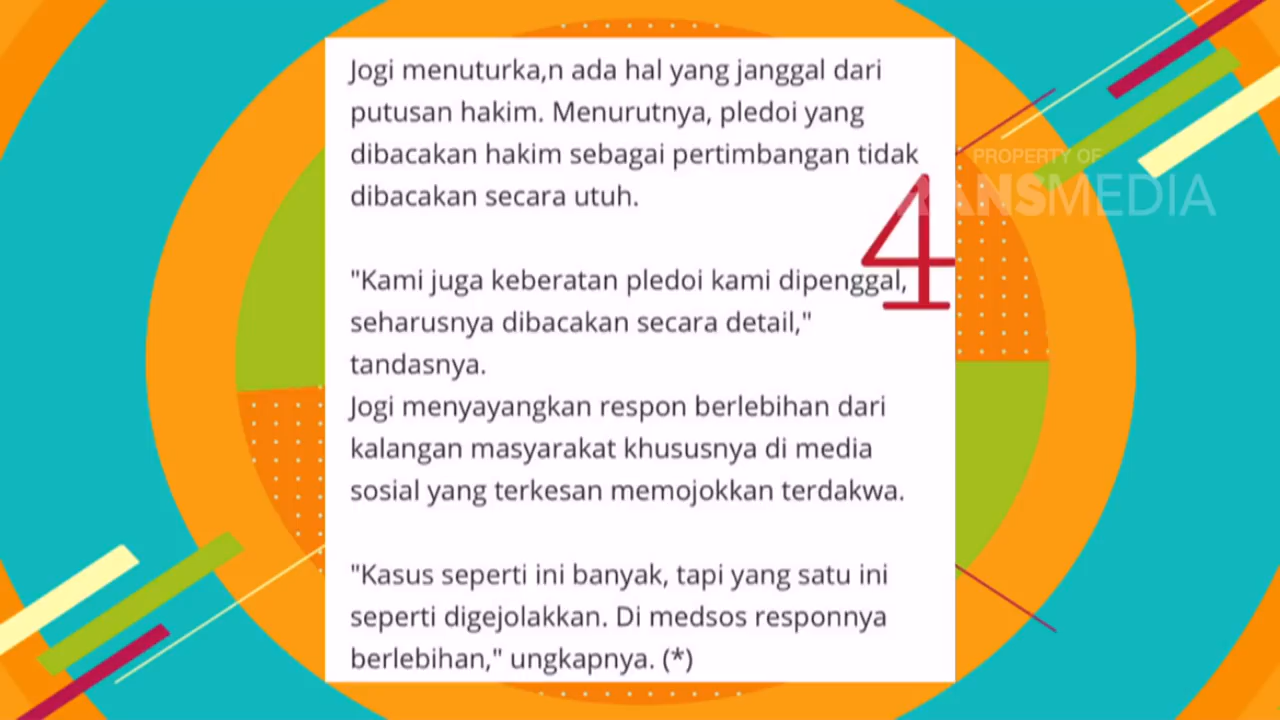 Jogi menuturka,n ada hal yang janggal dari
putusan hakim. Menurutnya, pledoi yang
dibacakan hakim sebagai pertimbangan tidak
dibacakan secara utuh.
PROPERTY OF
ANSMEDIA
4
"Kami juga keberatan pledoi kami dipenggal,
seharusnya dibacakan secara detail,"
tandasnya.
Jogi menyayangkan respon berlebihan dari
kalangan masyarakat khususnya di media
sosial yang terkesan memojokkan terdakwa.
"Kasus seperti ini banyak, tapi yang satu ini
seperti digejolakkan. Di medsos responnya
berlebihan," ungkapnya. (*)